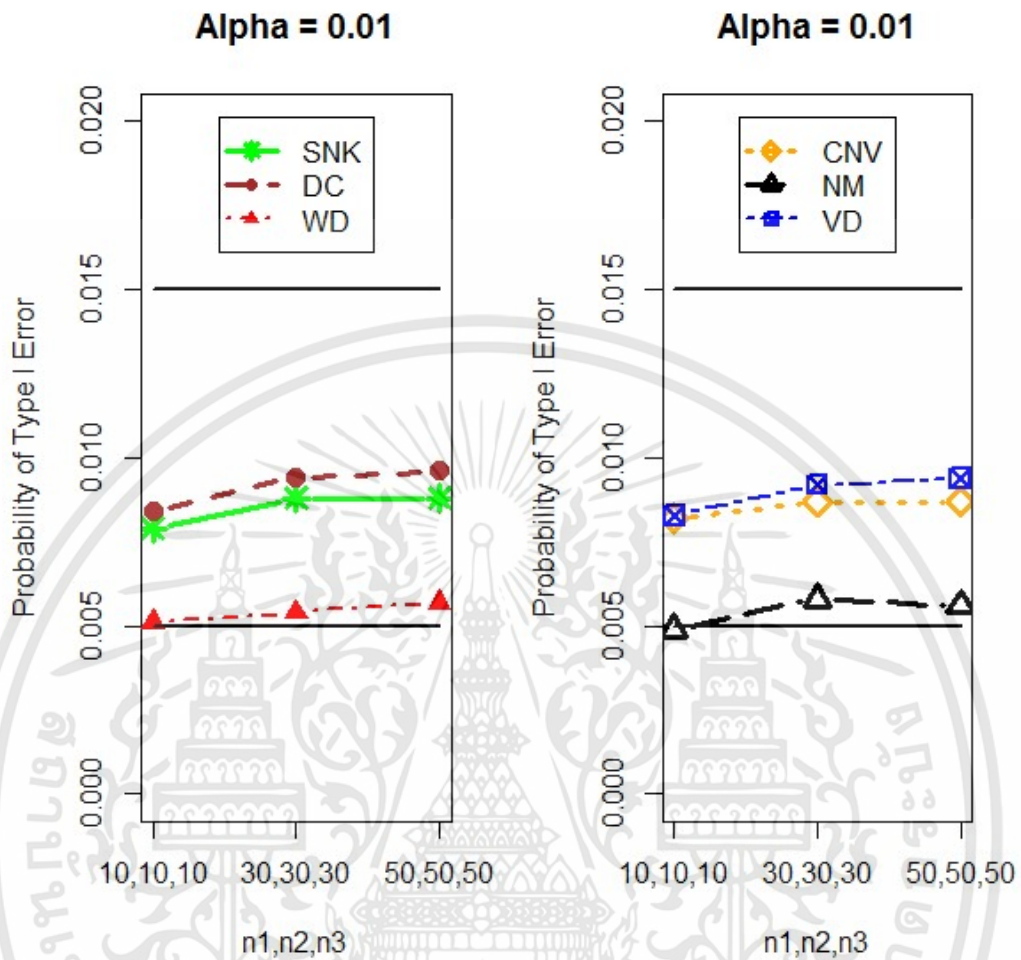 Alpha = 0.01
Probability of Type I Error
0.020
0.015
0.010
0.005
0.000
SNK
DC
WD
10,10,10
30,30,30
50,50,50
n1,n2,n3
Alpha = 0.01
Probability of Type I Error
0.020
0.015
0.010
0.005
0.000
CNV
NM
VD
10,10,10
30,30,30
50,50,50
n1,n2,n3